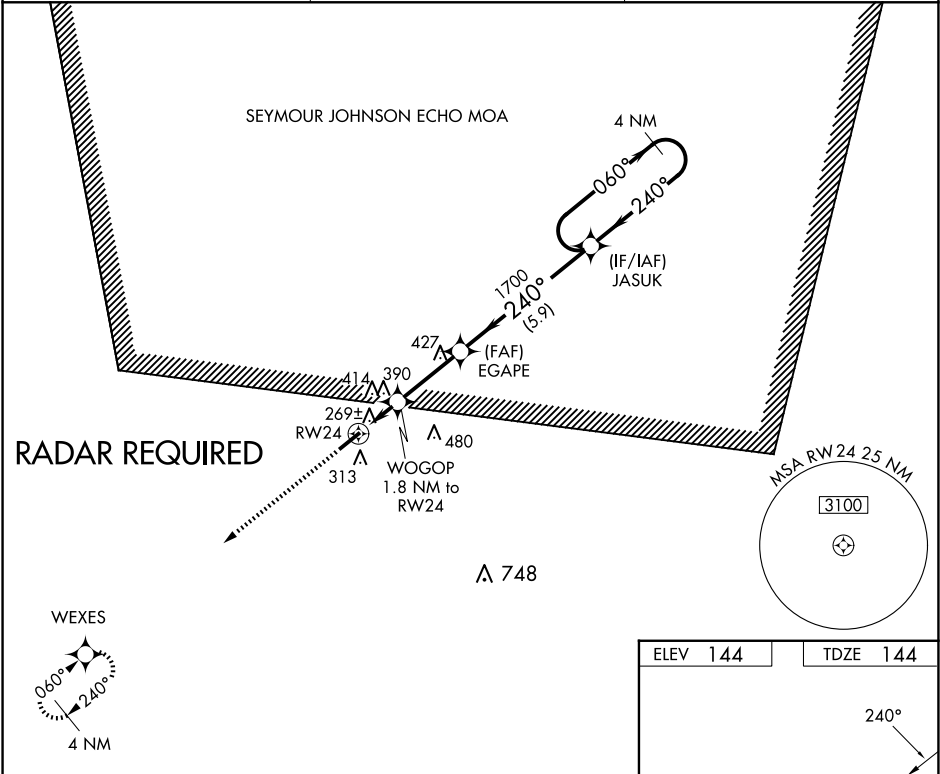 SEYMOUR JOHNSON ECHO MOA
4 NM
060°
240°
(IF/IAF)
JASUK
1700
240°
(5.9)
427
(FAF)
EGAPE
414
390
269±
RW24
480
RADAR REQUIRED
313
WOGOP
1.8 NM to
RW24
MSA RW24 25 NM
3100
748
WEXES
060°
240°
4 NM
ELEV 144
TDZE 144
240°